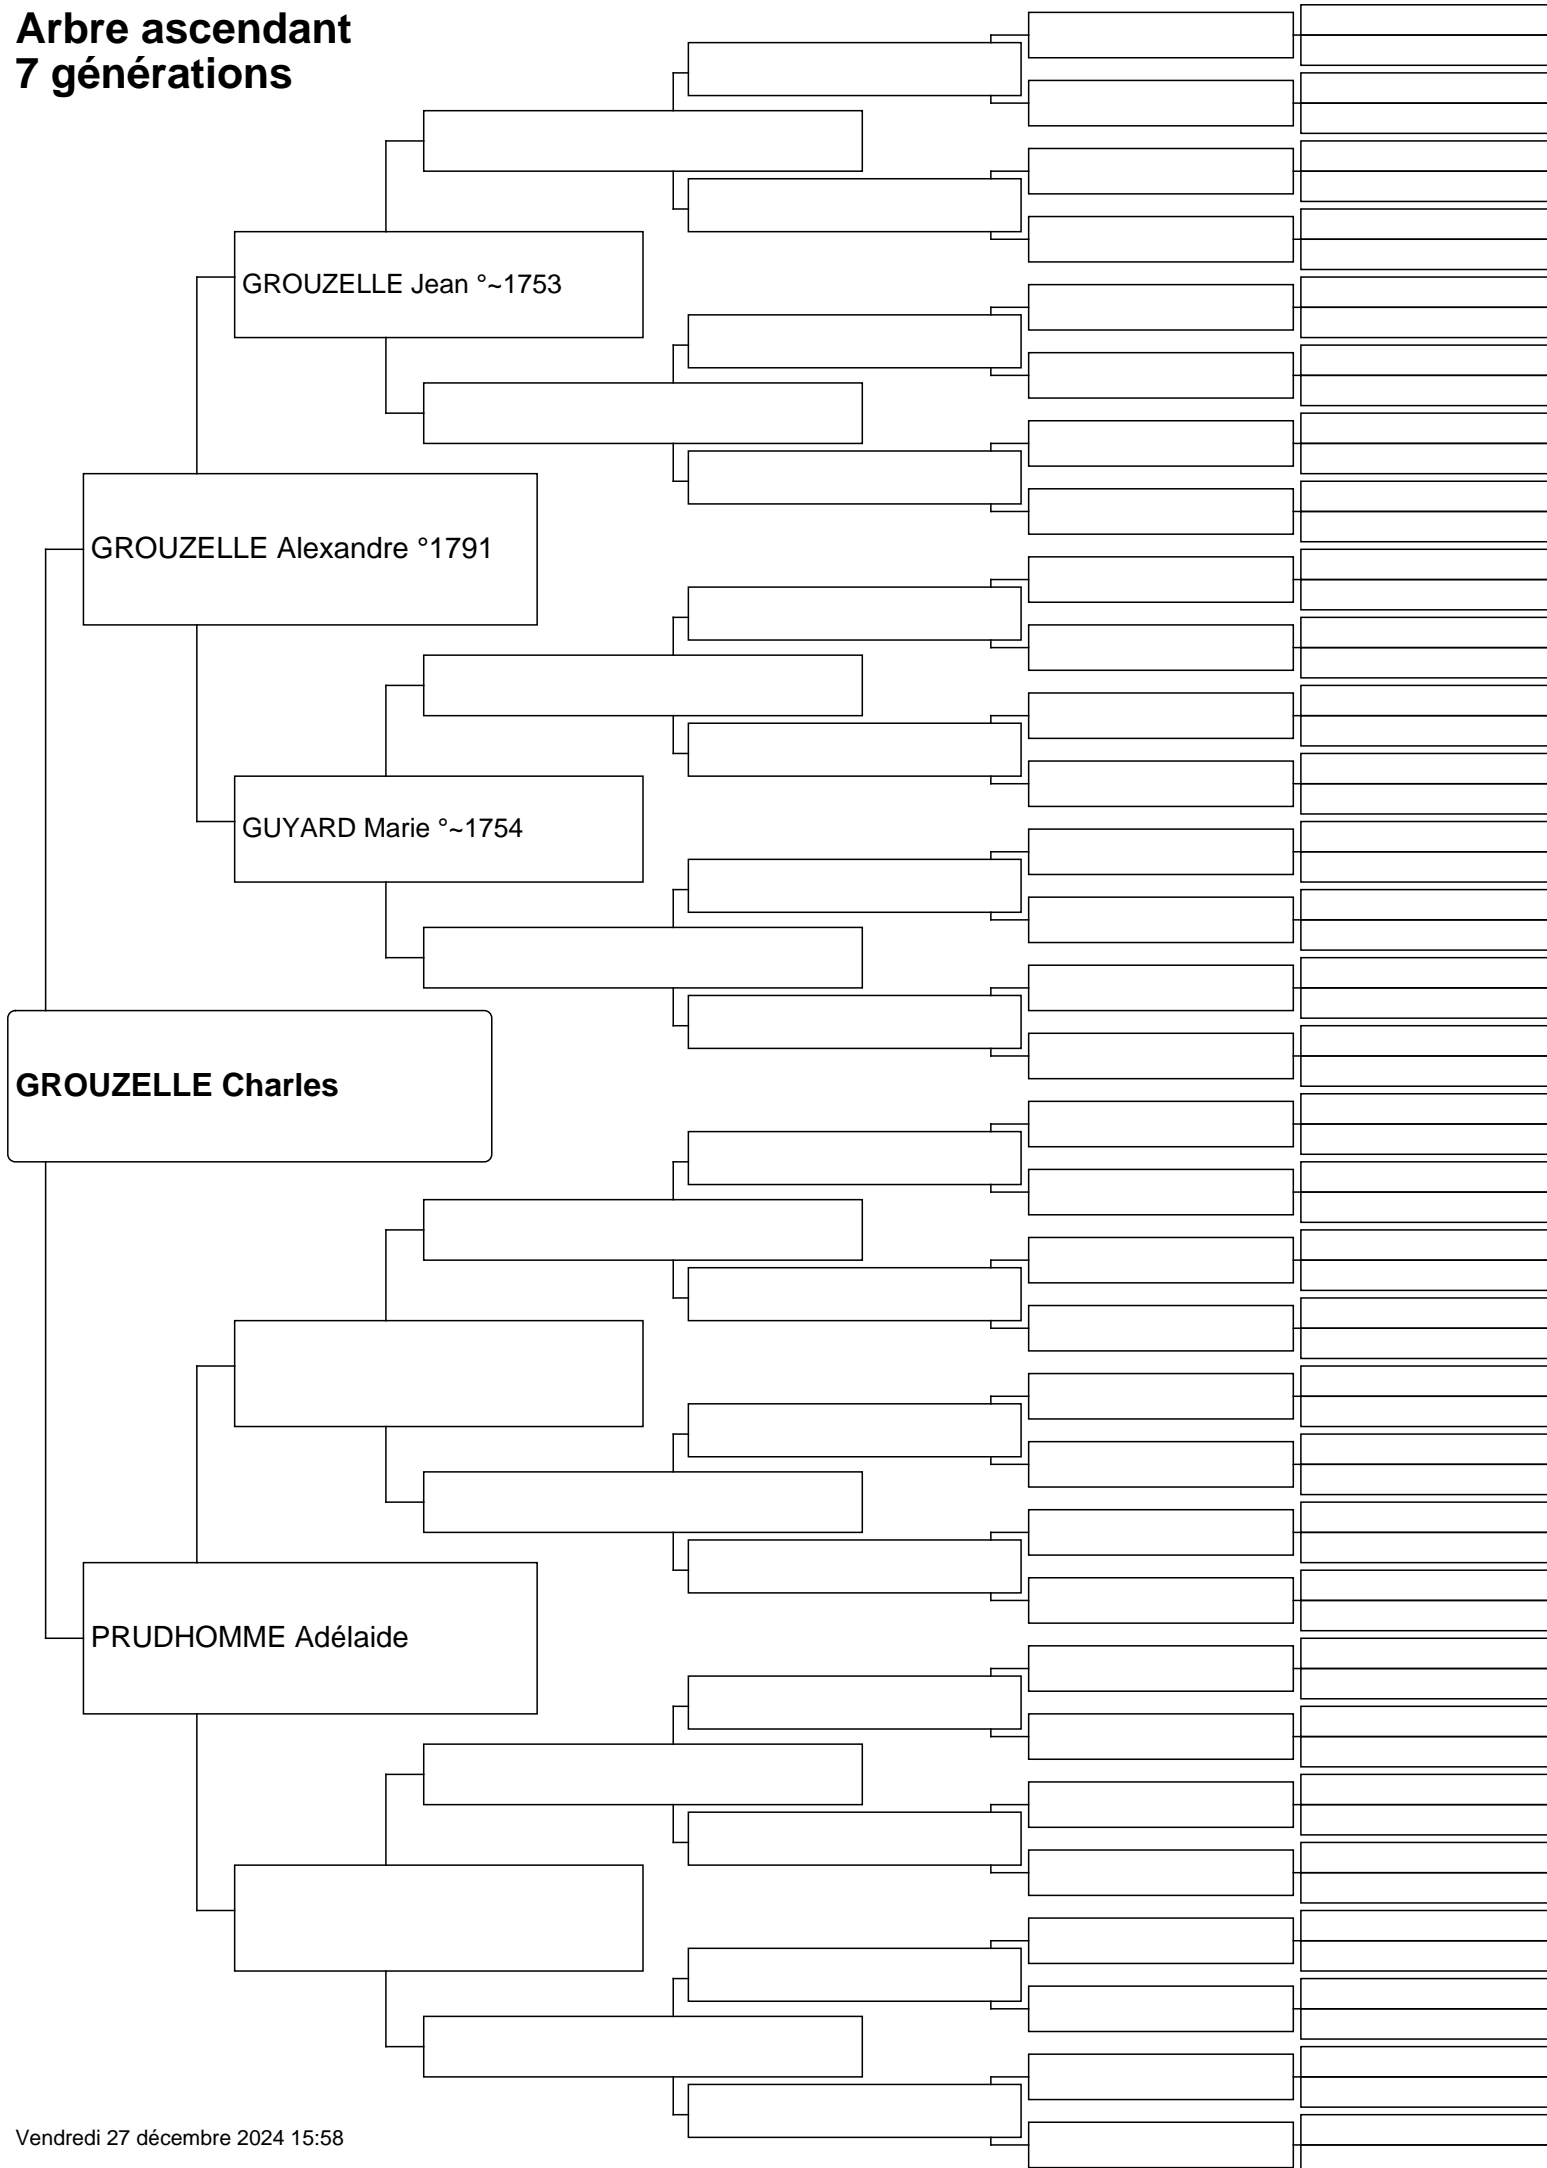 Arbre ascendant
7 générations
GROUZELLE Jean °~1753
GROUZELLE Alexandre °1791
GUYARD Marie °~1754
GROUZELLE Charles
PRUDHOMME Adélaide
Vendredi 27 décembre 2024 15:58